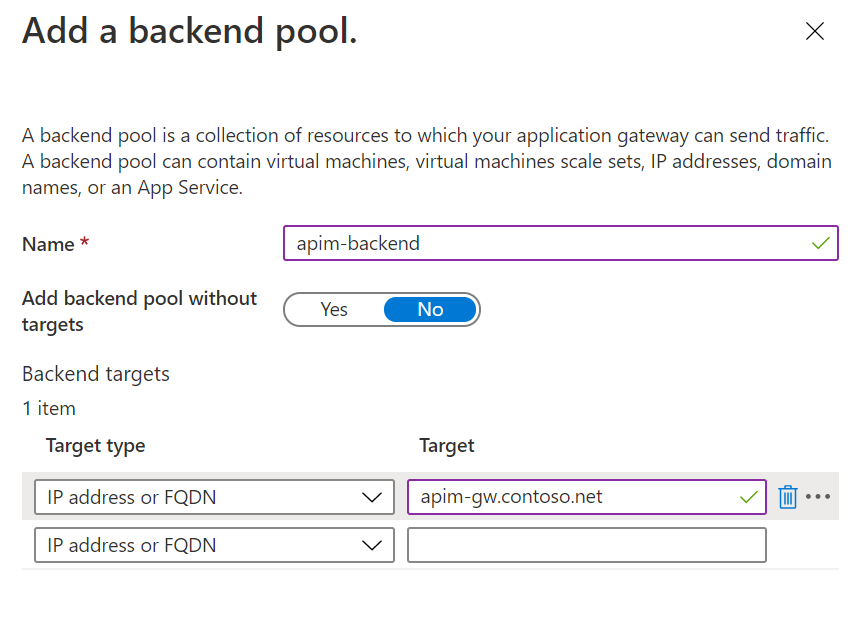 Add a backend pool.
A backend pool is a collection of resources to which your application gateway can send traffic.
A backend pool can contain virtual machines, virtual machines scale sets, IP addresses, domain
names, or an App Service.
Name *
apim-backend
Add backend pool without
targets
Yes No
Backend targets
1 item
Target type Target
IP address or FQDN apim-gw.contoso.net
IP address or FQDN